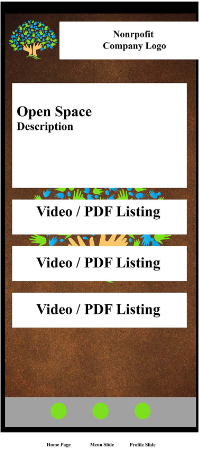 Nonrpofit
Company Logo
Open Space
Description
Video / PDF Listing
Video / PDF Listing
Video / PDF Listing
Home Page Menu Slide Profile Slide